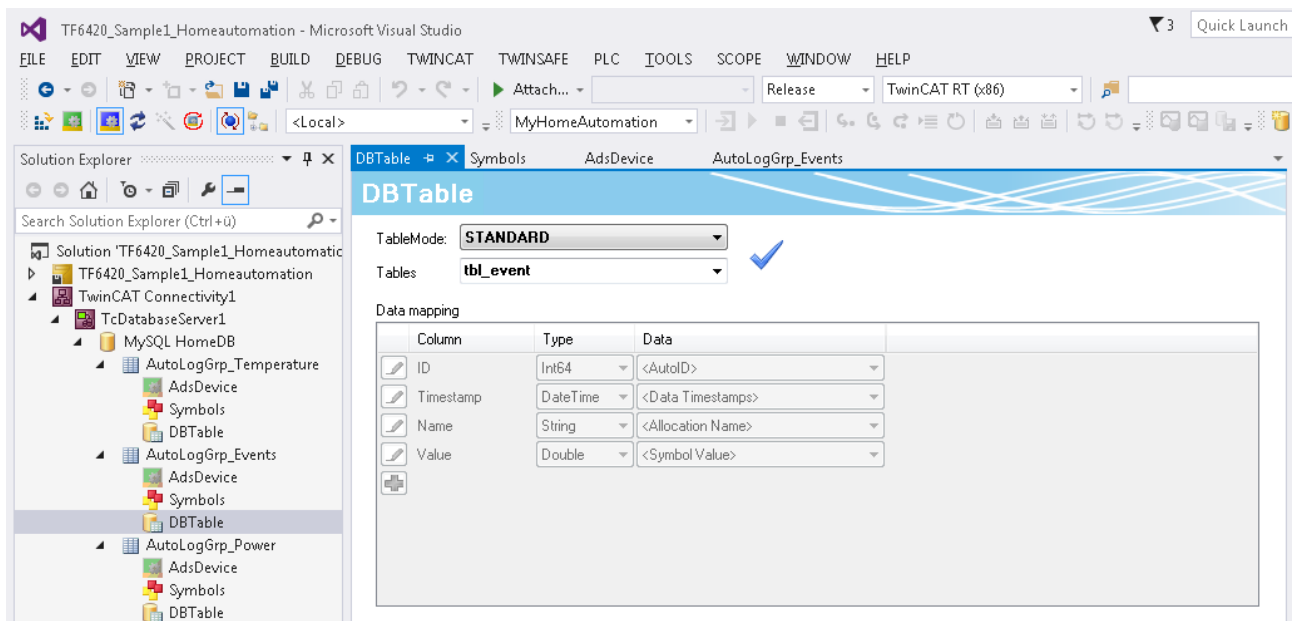 TF6420_Sample1_Homeautomation - Microsoft Visual Studio
3
Quick Launch
FILE EDIT VIEW PROJECT BUILD DEBUG TWINCAT TWINSAFE PLC TOOLS SCOPE WINDOW HELP
Attach... Release TwinCAT RT (x86)
<Local> MyHomeAutomation
Solution Explorer
Search Solution Explorer (Ctrl+ü)
Solution 'TF6420_Sample1_Homeautomatic
TF6420_Sample1_Homeautomation
TwinCAT Connectivity1
TcDatabaseServer1
MySQL HomeDB
AutoLogGrp_Temperature
AdsDevice
Symbols
DBTable
AutoLogGrp_Events
AdsDevice
Symbols
DBTable
AutoLogGrp_Power
AdsDevice
Symbols
DBTable
DBTable Symbols AdsDevice AutoLogGrp_Events
DBTable
TableMode: STANDARD
Tables tbl_event
Data mapping
Column Type Data
ID Int64 <AutoID>
Timestamp DateTime <Data Timestamps>
Name String <Allocation Name>
Value Double <Symbol Value>